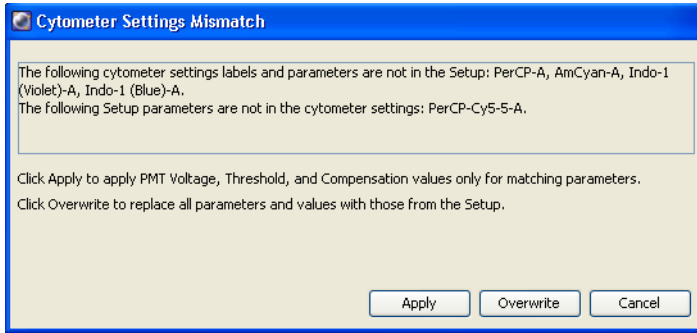 Cytometer Settings Mismatch
The following cytometer settings labels and parameters are not in the Setup: PerCP-A, AmCyan-A, Indo-1
(Violet)-A, Indo-1 (Blue)-A.
The following Setup parameters are not in the cytometer settings: PerCP-Cy5-5-A.
Click Apply to apply PMT Voltage, Threshold, and Compensation values only for matching parameters.
Click Overwrite to replace all parameters and values with those from the Setup.
Apply Overwrite Cancel